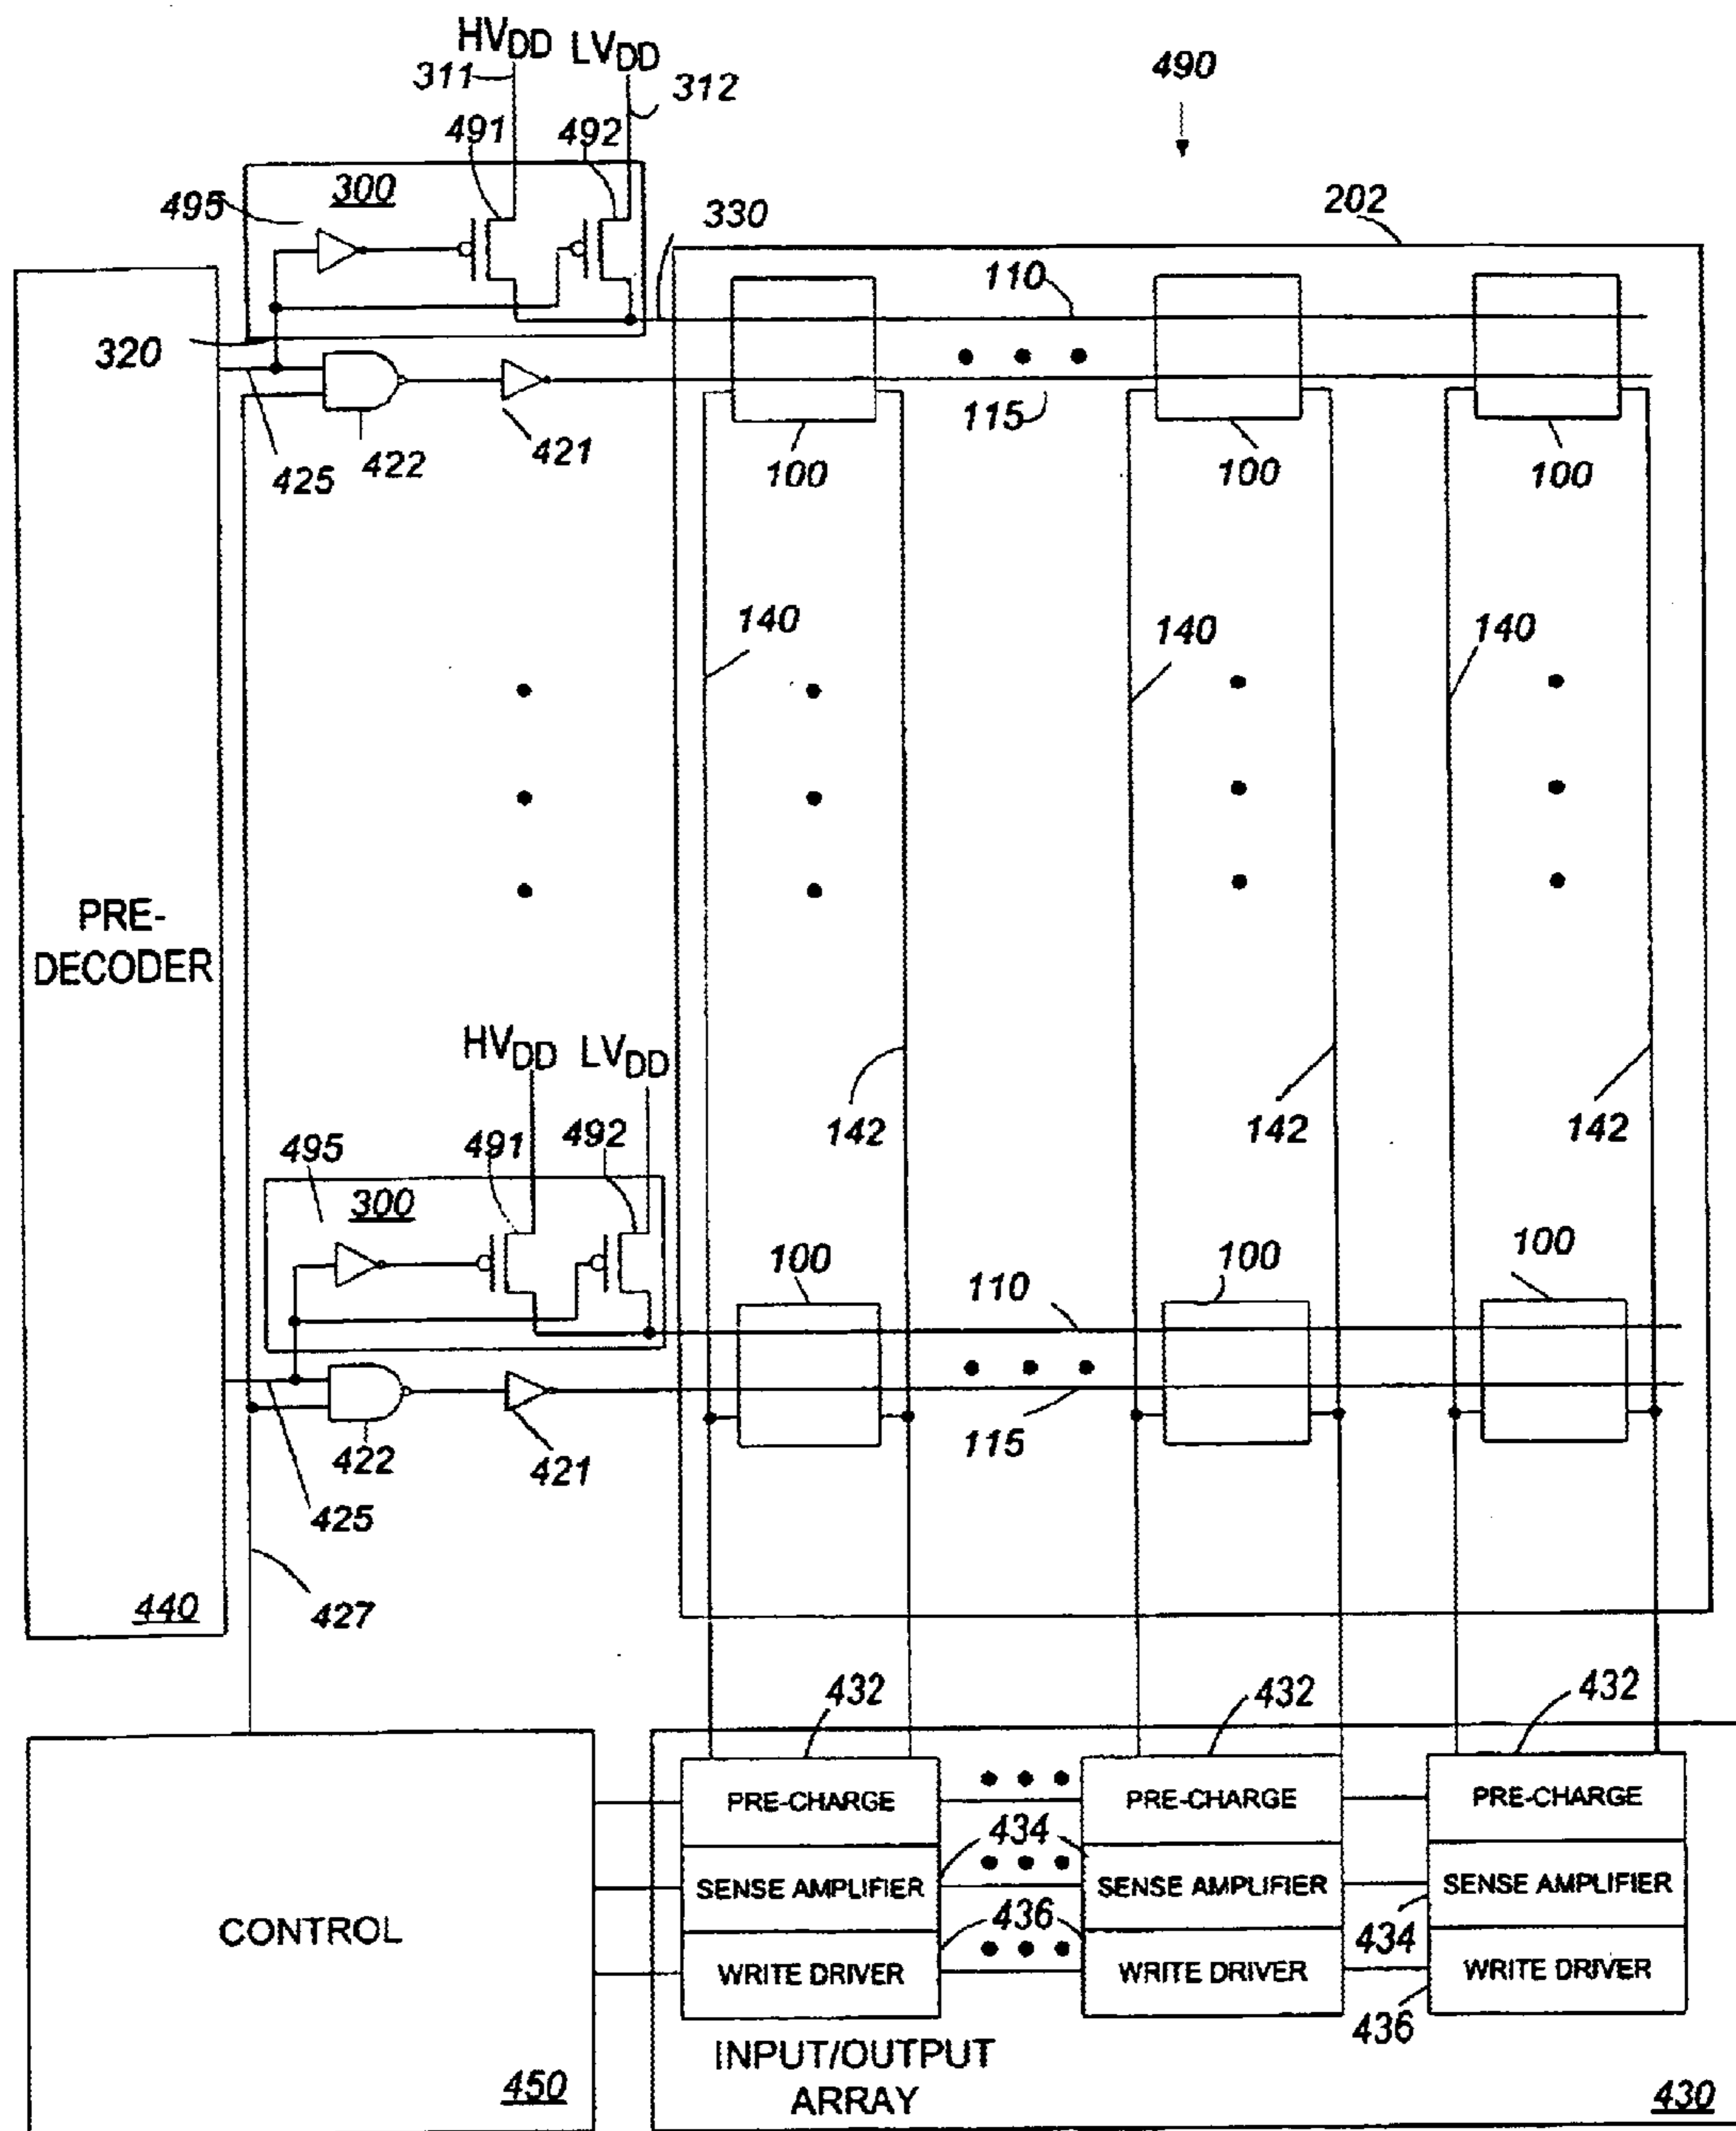 HVDD LVDD
490
311 312
491 492
300
202
495
330
110
320
115
422 421
425
100 100 100
140 140 140
PRE-
DECODER
HVDD LVDD
142 142 142
492
491
495
300
100 100 100
110
115
422 421
425
440
427
432 432 432
PRE-CHARGE PRE-CHARGE PRE-CHARGE
434
SENSE AMPLIFIER SENSE AMPLIFIER SENSE AMPLIFIER
CONTROL
436 434
WRITE DRIVER WRITE DRIVER WRITE DRIVER
436
INPUT/OUTPUT
ARRAY
450 430